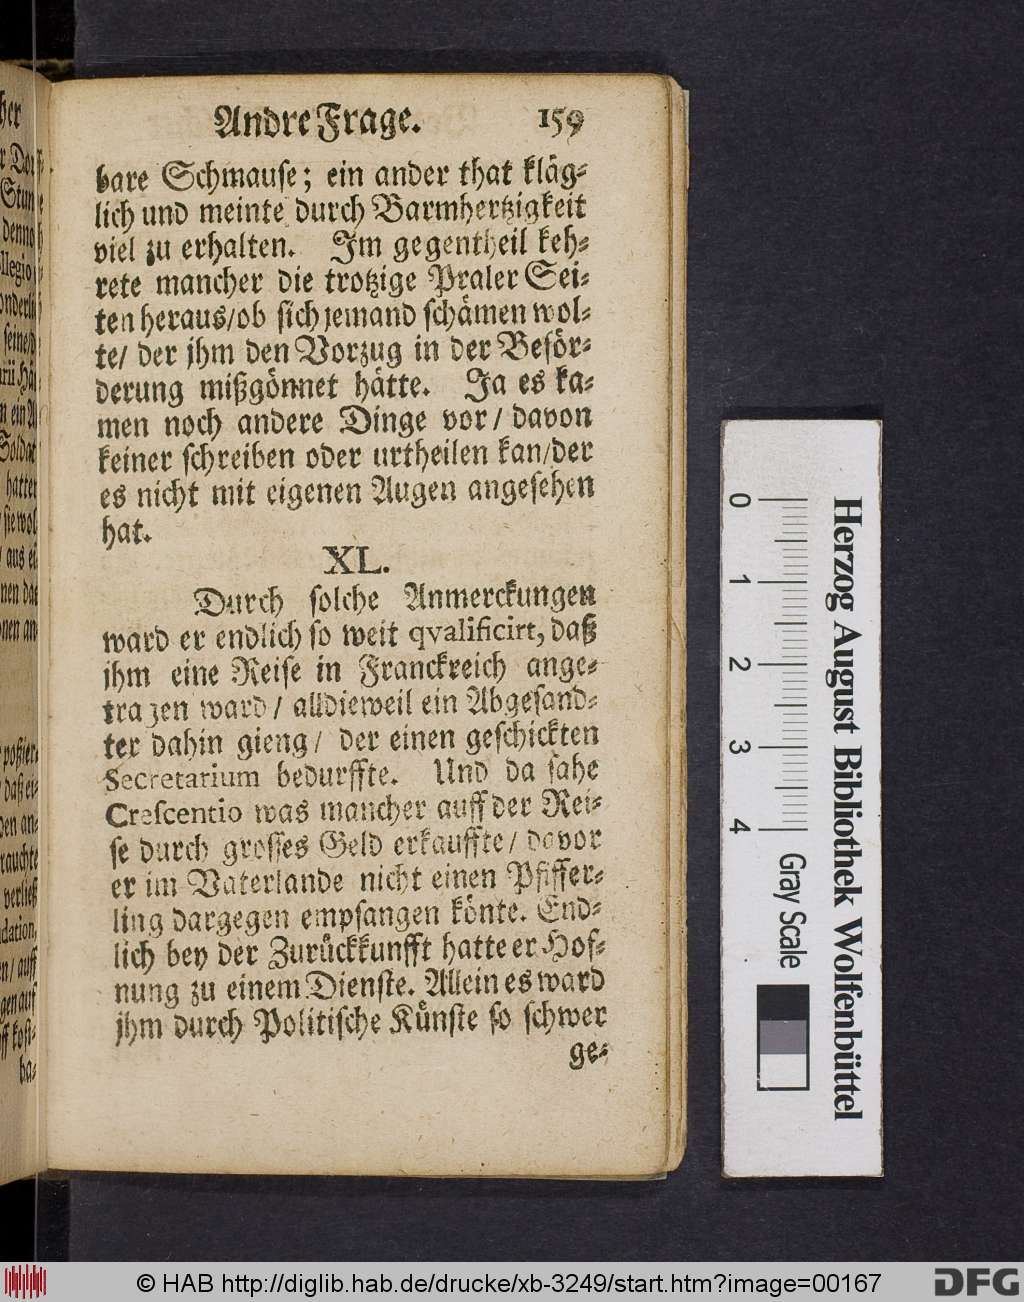 Andre Frage. 159
bare Schmause; ein ander that kläg-
lich und meinte durch Barmhertzigkeit
viel zu erhalten. Im gegentheil keh-
rete mancher die trotzige Praler Sei-
ten heraus/ob sich jemand schämen wol-
te/ der jhm den Vorzug in der Beför-
derung mißgönnet hätte. Ja es ka-
men noch andere Dinge vor/ davon
keiner schreiben oder urtheilen kan/der
es nicht mit eigenen Augen angesehen
hat.
XL.
Durch solche Anmerckungen
ward er endlich so weit qvalificirt, daß
jhm eine Reise in Franckreich ange-
tragen ward/ alldieweil ein Abgesand-
ter dahin gieng/ der einen geschickten
Secretarium bedurffte. Und da sahe
Crescentio was mancher auff der Rei-
se durch grosses Geld erkauffte/ davor
er im Vaterlande nicht einen Pfiffer-
ling dargegen empfangen könte. End-
lich bey der Zurückkunfft hatte er Hof-
nung zu einem Dienste. Allein es ward
jhm durch Politische Künste so schwer
ge-
Herzog August Bibliothek Wolfenbüttel
0 1 2 3 4 Gray Scale
© HAB http://diglib.hab.de/drucke/xb-3249/start.htm?image=00167
DFG